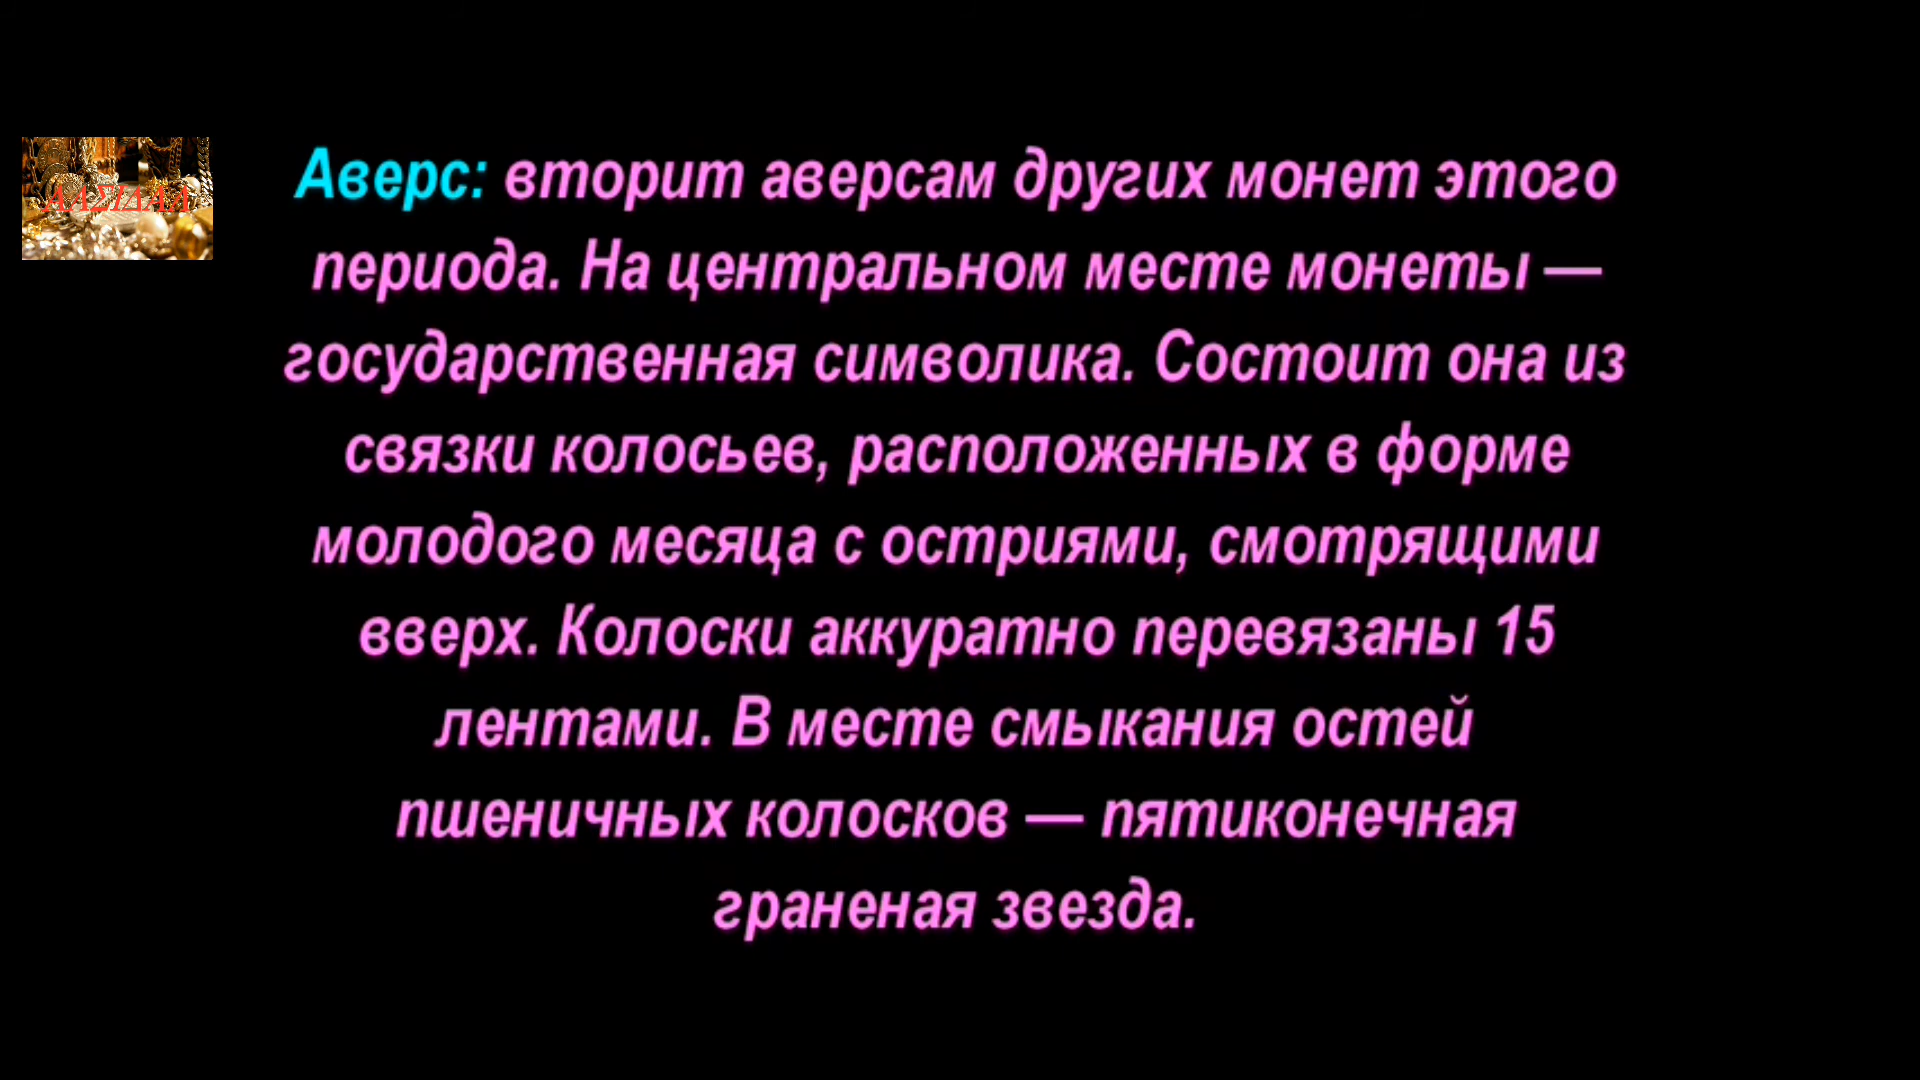 Аверс: вторит аверсам других монет этого
периода. На центральном месте монеты —
государственная символика. Состоит она из
связки колосьев, расположенных в форме
молодого месяца с остриями, смотрящими
вверх. Колоски аккуратно перевязаны 15
лентами. В месте смыкания остей
пшеничных колосков — пятиконечная
граненая звезда.